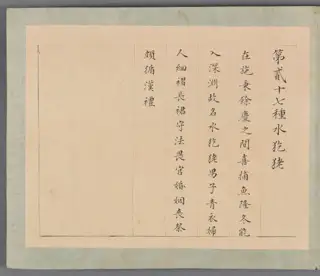 第貳十七種水犵狫
在施秉餘慶之間喜捕魚隆冬能
入深淵故名水犵狫男子青衣婦
人細褶長裙守法畏官婚姻喪祭
頗循漢禮